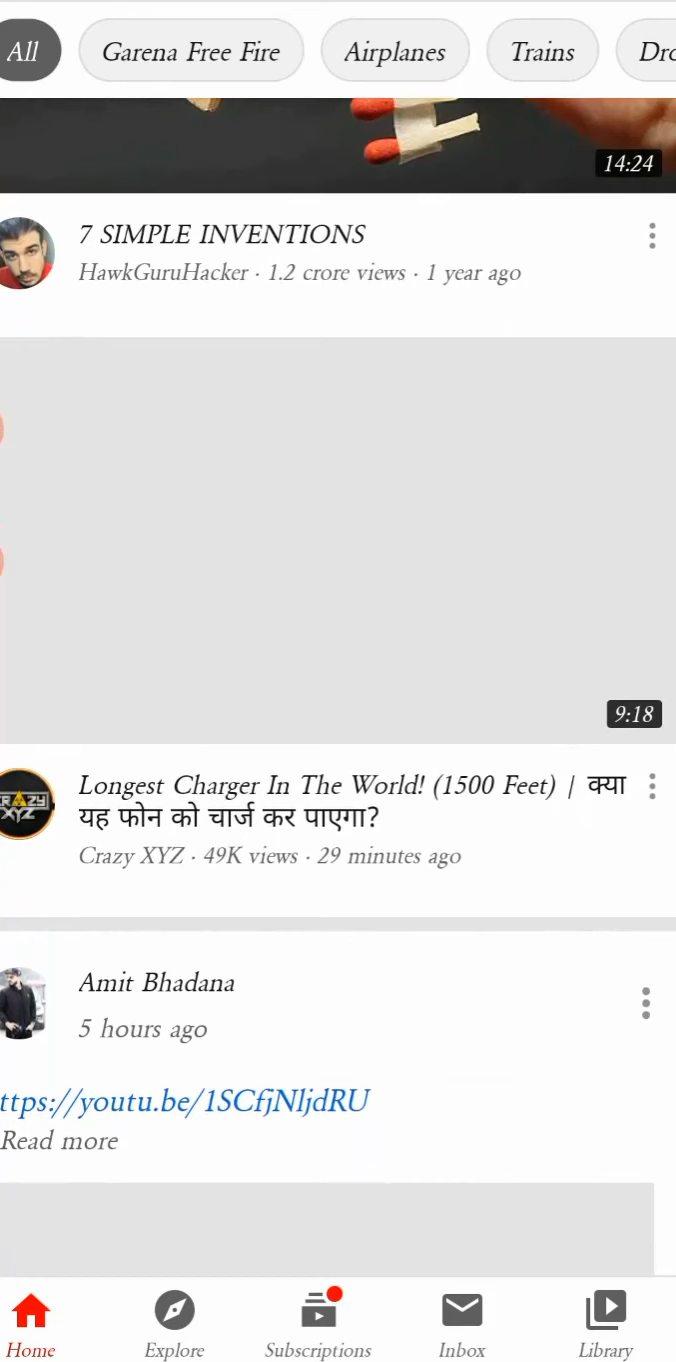 All Garena Free Fire Airplanes Trains
14:24
7 SIMPLE INVENTIONS
HawkGuruHacker · 1.2 crore views · 1 year ago
9:18
Longest Charger In The World! (1500 Feet) | क्या
यह फोन को चार्ज कर पाएगा?
CRAZY
XYZ
Crazy XYZ · 49K views · 29 minutes ago
Amit Bhadana
5 hours ago
ttps://youtu.be/1SCfjNljdRU
Read more
Home Explore Subscriptions Inbox Library